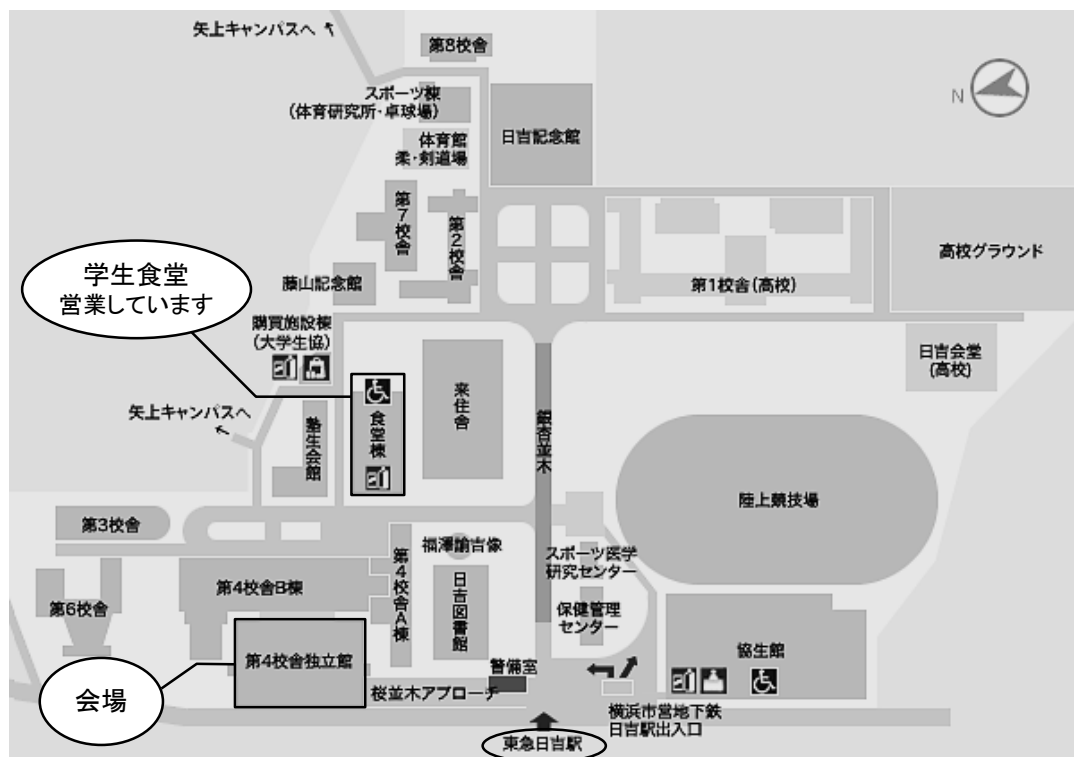 矢上キャンパスへ
第8校舎
スポーツ棟
(体育研究所・卓球場)
体育館
柔・剣道場
日吉記念館
N
第7校舎
第2校舎
藤山記念館
第1校舎(高校)
高校グラウンド
学生食堂
営業しています
購買施設棟
(大学生協)
日吉会堂
(高校)
矢上キャンパスへ
塾生会館
食堂棟
来往舎
銀杏並木
陸上競技場
第3校舎
福澤諭吉像
スポーツ医学
研究センター
第6校舎
第4校舎B棟
第4校舎A棟
日吉図書館
保健管理
センター
第4校舎独立館
協生館
会場
警備室
桜並木アプローチ
横浜市営地下鉄
日吉駅出入口
東急日吉駅